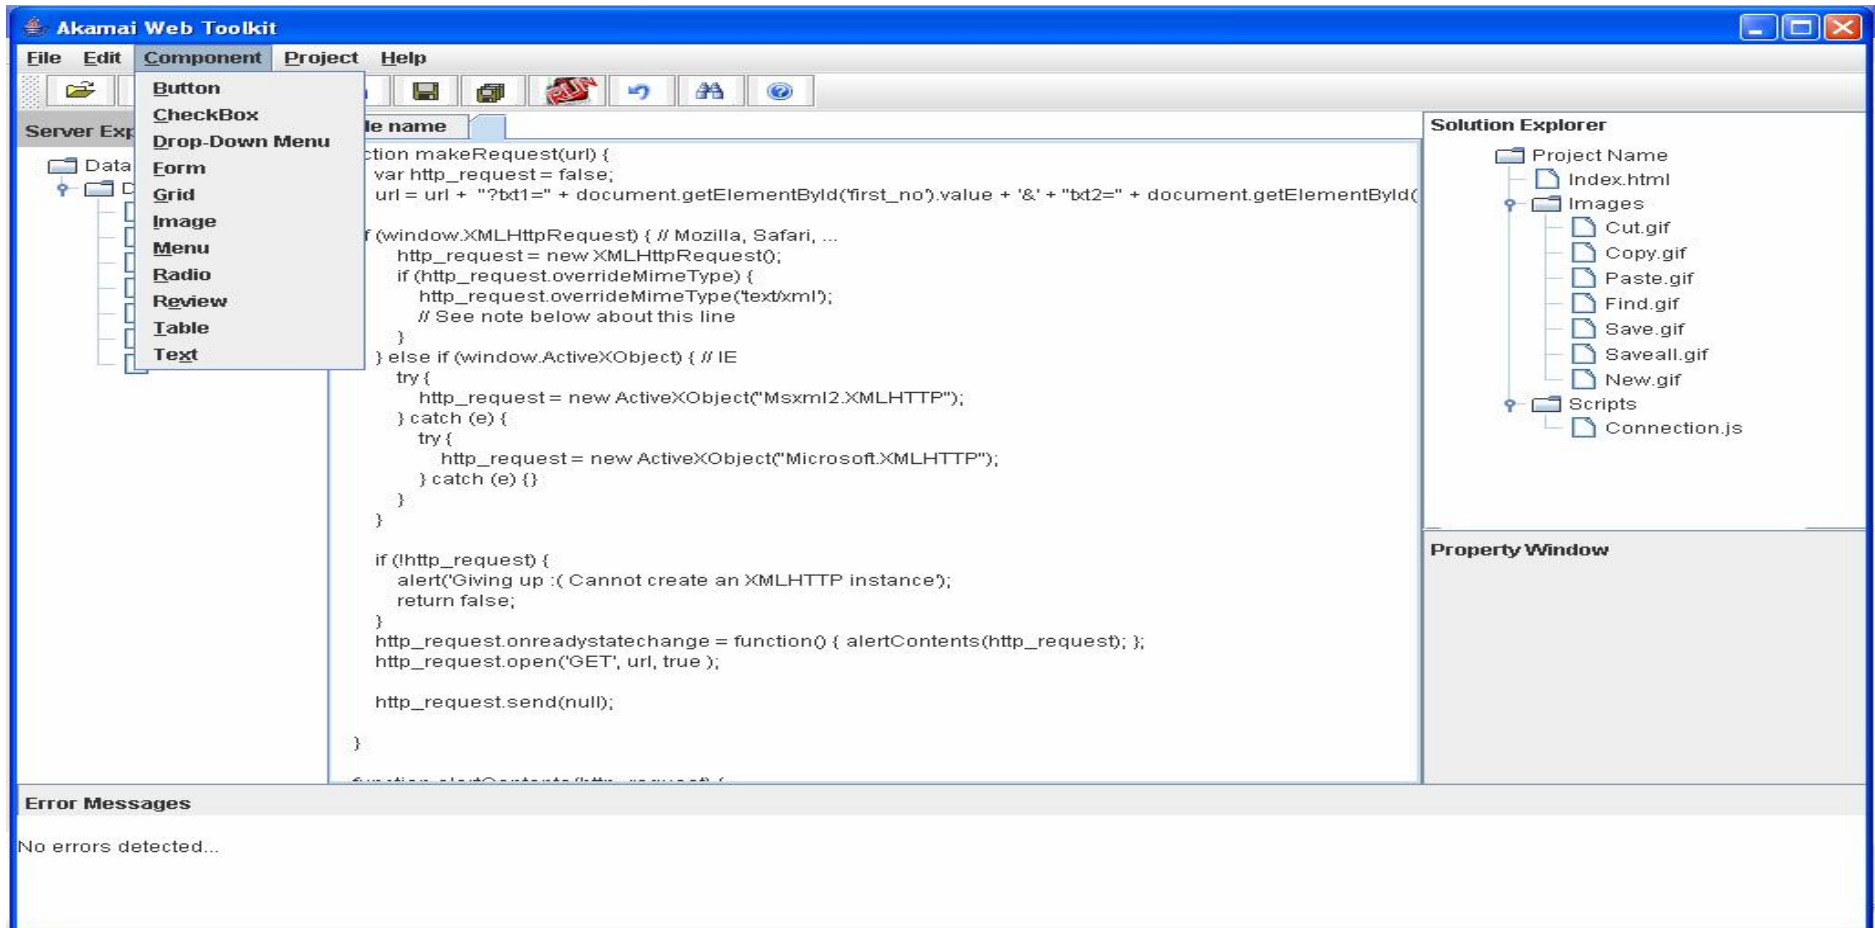 Akamai Web Toolkit
File Edit Component Project Help
Button
CheckBox
Drop-Down Menu
Form
Grid
Image
Menu
Radio
Review
Table
Text
RUN
Server
Data
name
makeRequest(url) {
var http_request = false;
url = url + "?txt1=" + document.getElementById('first_no').value + '&' + "txt2=" + document.getElementById(
(window.XMLHttpRequest) { // Mozilla, Safari, ...
http_request = new XMLHttpRequest();
if (http_request.overrideMimeType) {
http_request.overrideMimeType('text/xml');
// See note below about this line
}
} else if (window.ActiveXObject) { // IE
try {
http_request = new ActiveXObject("Msxml2.XMLHTTP");
} catch (e) {
try {
http_request = new ActiveXObject("Microsoft.XMLHTTP");
} catch (e) {}
}
}
if (!http_request) {
alert('Giving up :( Cannot create an XMLHTTP instance');
return false;
}
http_request.onreadystatechange = function() { alertContents(http_request); };
http_request.open('GET', url, true );
http_request.send(null);
}
Solution Explorer
Project Name
Index.html
Images
Cut.gif
Copy.gif
Paste.gif
Find.gif
Save.gif
Saveall.gif
New.gif
Scripts
Connection.js
Property Window
Error Messages
No errors detected...